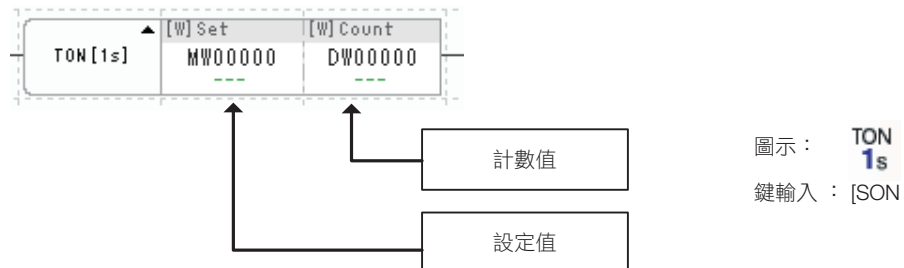 [W]Set [W]Count
TON[1s] MW00000 DW00000
--- ---
計數值
設定值
圖示： TON 1s
鍵輸入 ： [SON